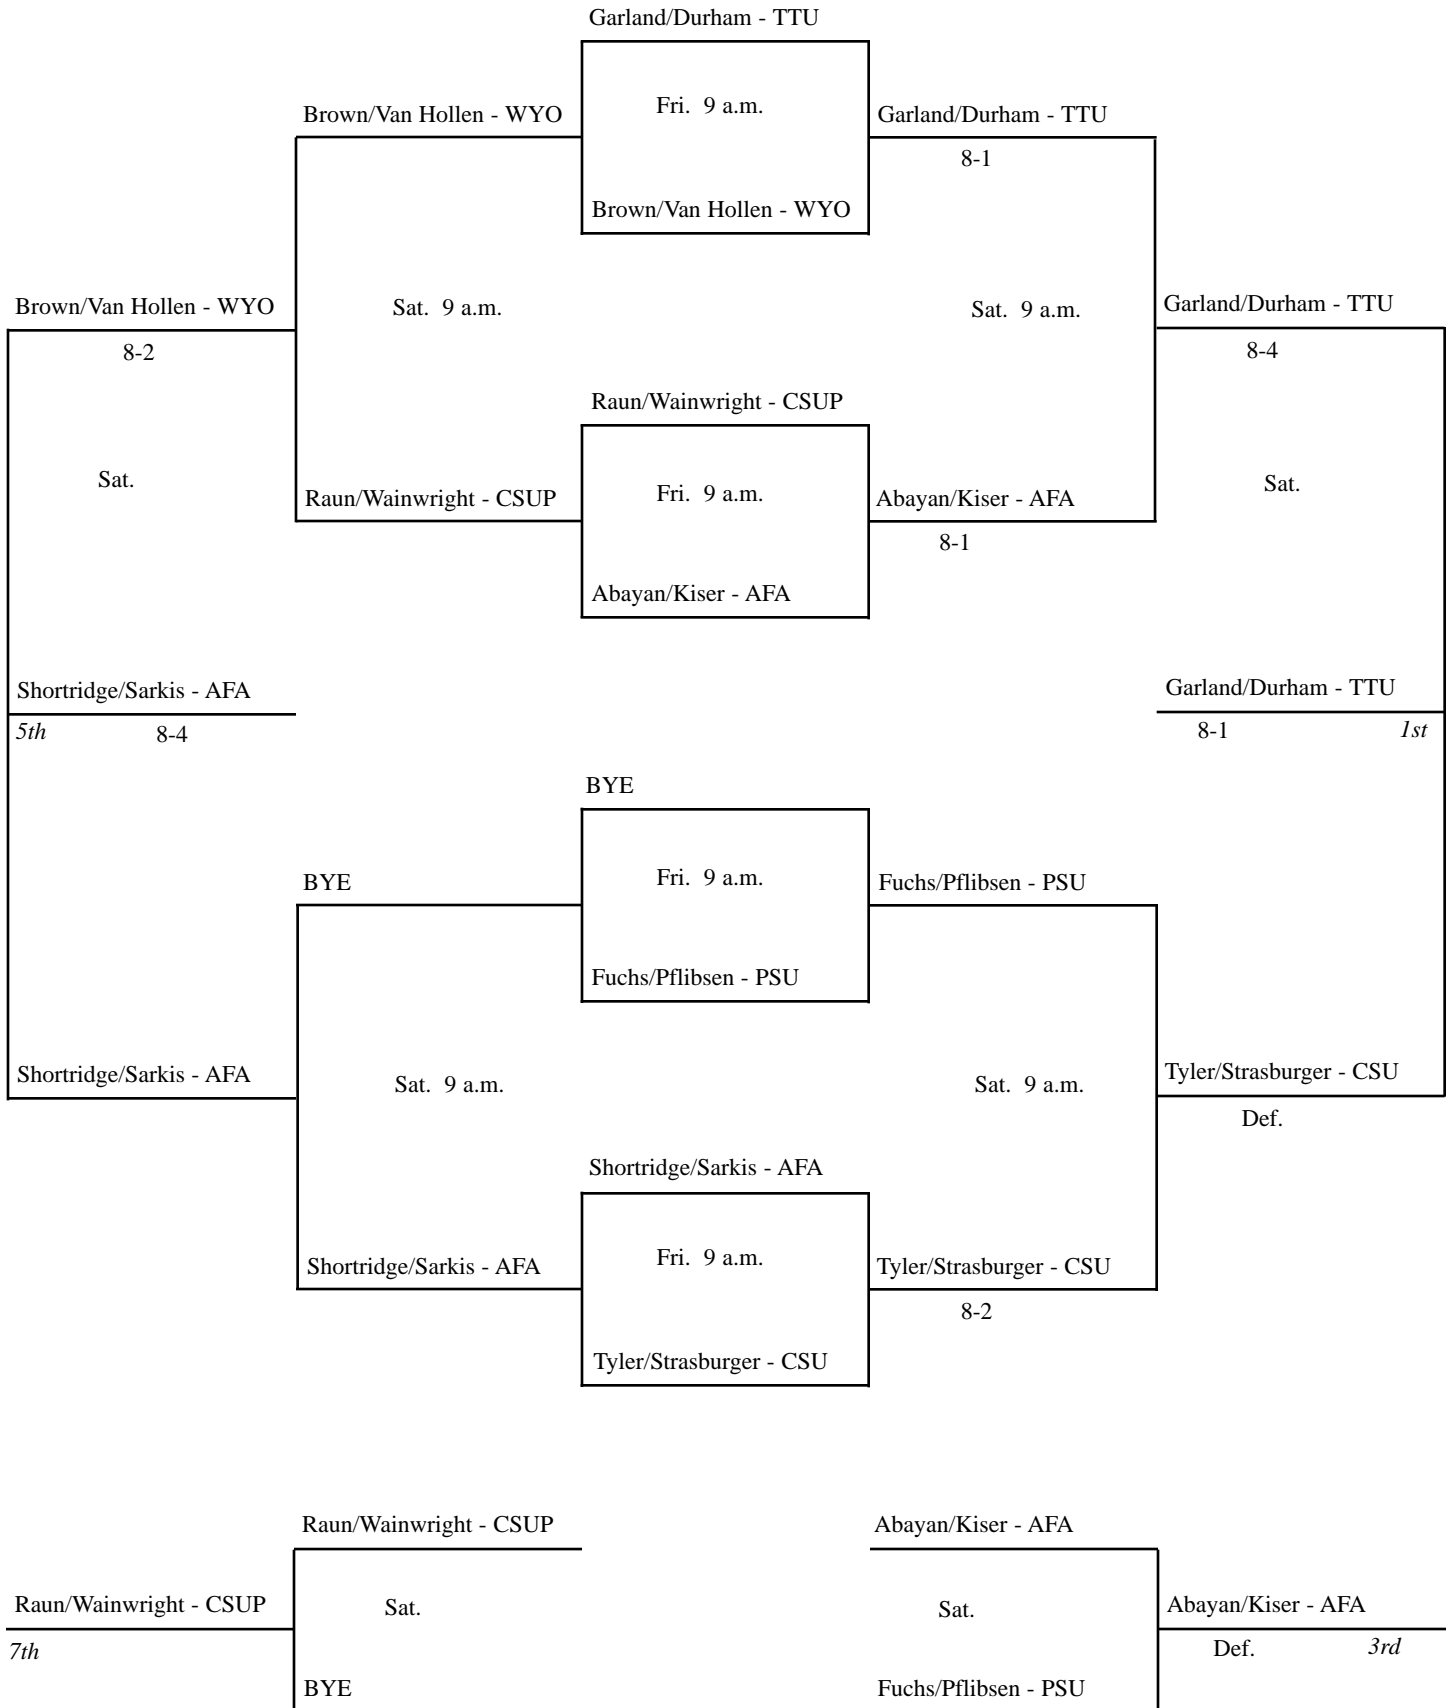 Garland/Durham - TTU
Fri. 9 a.m.
Brown/Van Hollen - WYO
Garland/Durham - TTU
8-1
Brown/Van Hollen - WYO
Brown/Van Hollen - WYO
8-2
Sat. 9 a.m.
Sat. 9 a.m.
Garland/Durham - TTU
8-4
Raun/Wainwright - CSUP
Sat.
Raun/Wainwright - CSUP
Fri. 9 a.m.
Abayan/Kiser - AFA
8-1
Sat.
Abayan/Kiser - AFA
Shortridge/Sarkis - AFA
5th 8-4
Garland/Durham - TTU
8-1 1st
BYE
BYE
Fri. 9 a.m.
Fuchs/Pflibsen - PSU
Fuchs/Pflibsen - PSU
Shortridge/Sarkis - AFA
Sat. 9 a.m.
Sat. 9 a.m.
Tyler/Strasburger - CSU
Def.
Shortridge/Sarkis - AFA
Shortridge/Sarkis - AFA
Fri. 9 a.m.
Tyler/Strasburger - CSU
8-2
Tyler/Strasburger - CSU
Raun/Wainwright - CSUP
Abayan/Kiser - AFA
Raun/Wainwright - CSUP
7th
Sat.
Sat.
Abayan/Kiser - AFA
Def. 3rd
BYE
Fuchs/Pflibsen - PSU